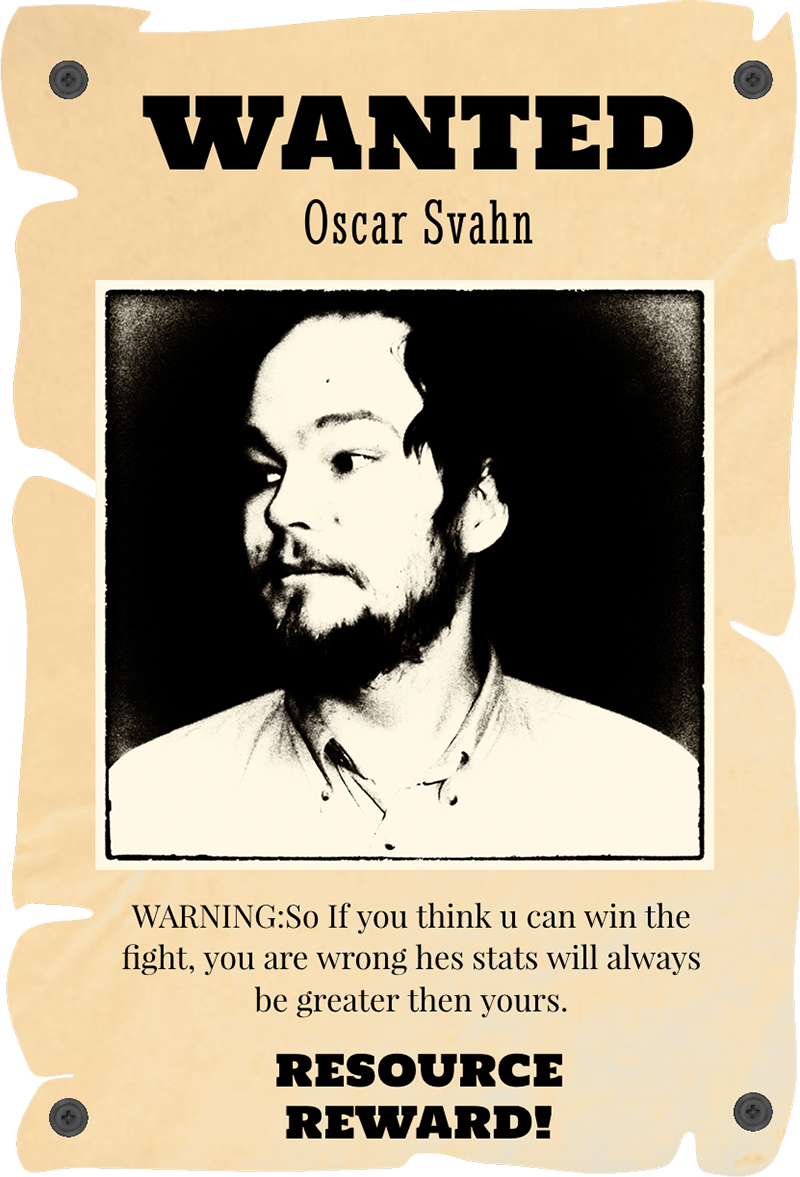 WANTED
Oscar Svahn
WARNING:So If you think u can win the
fight, you are wrong hes stats will always
be greater then yours.
RESOURCE
REWARD!